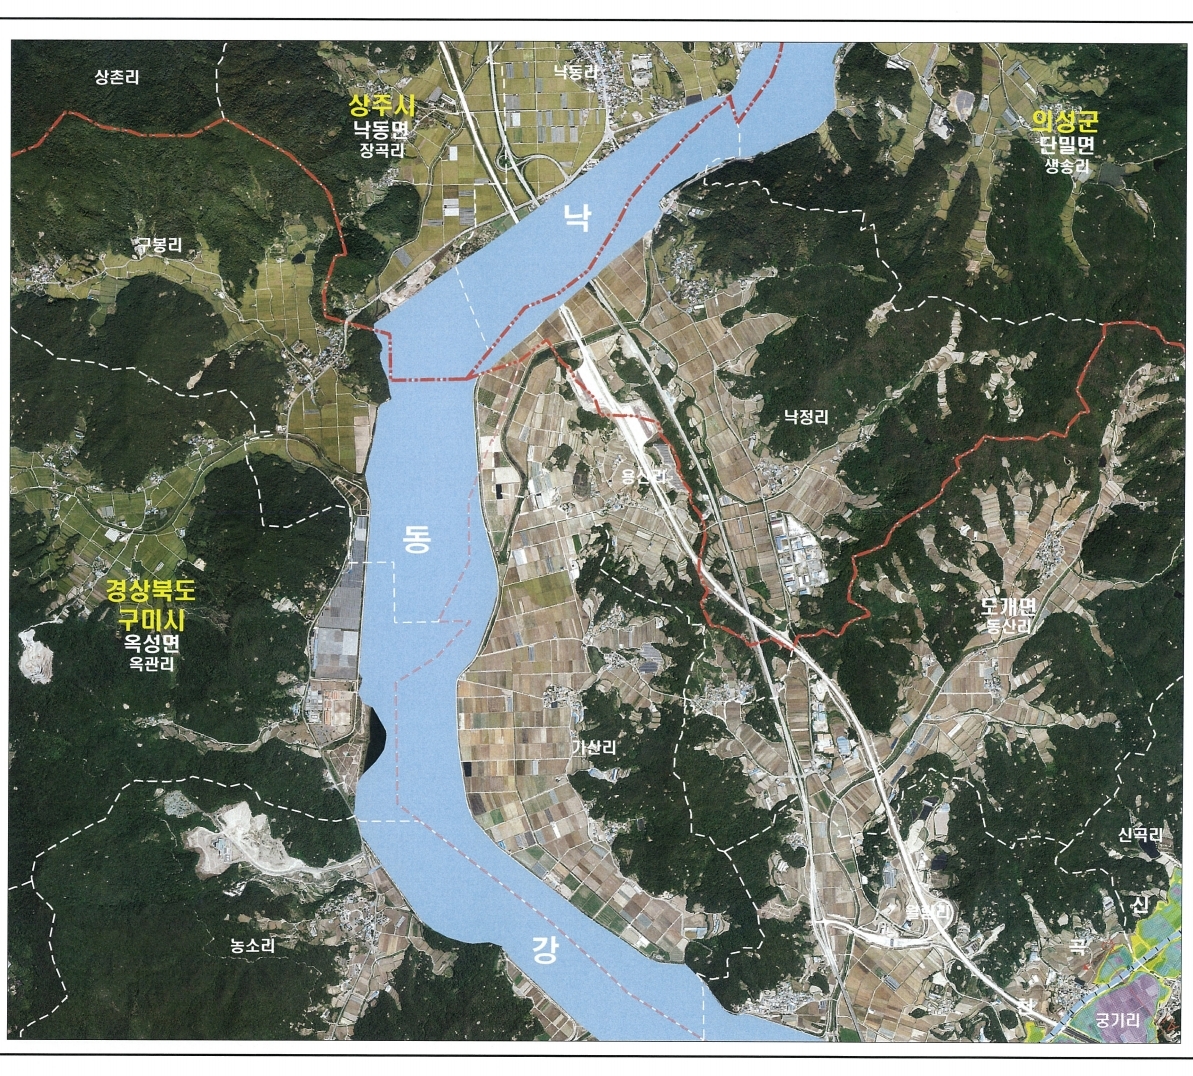 상촌리
낙동리
상주시
낙동면
장곡리
의성군
단밀면
생송리
낙
구봉리
낙정리
용산리
동
경상북도
구미시
옥성면
옥관리
도개면
동산리
가산리
신곡리
신
월림리
농소리
강
곡
천
궁기리